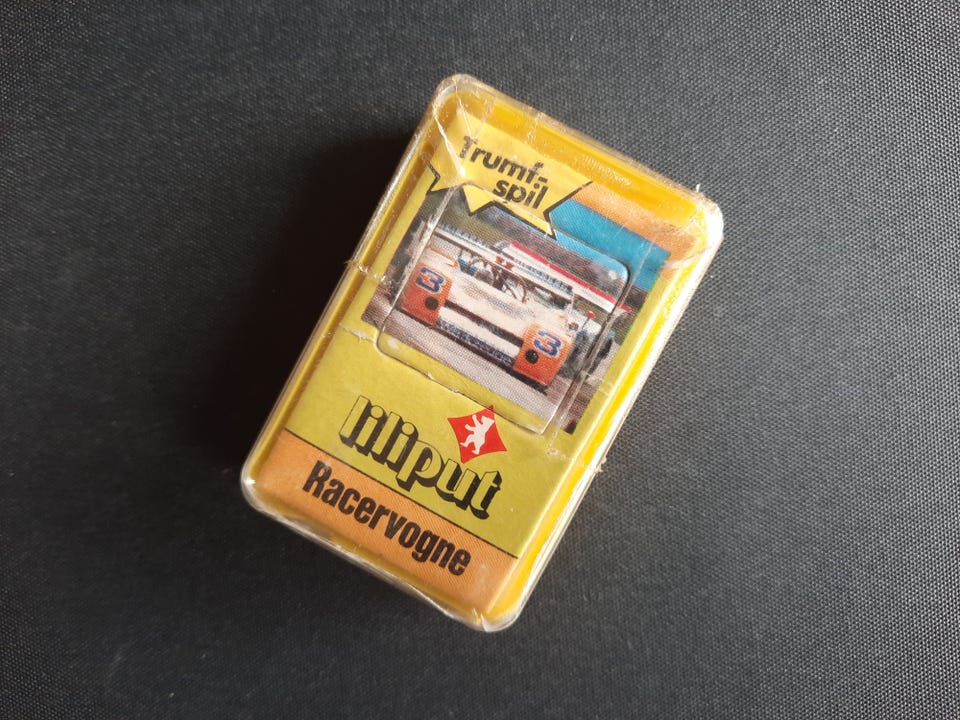 Trumf-
spil
3
3
liliput
Racervogne